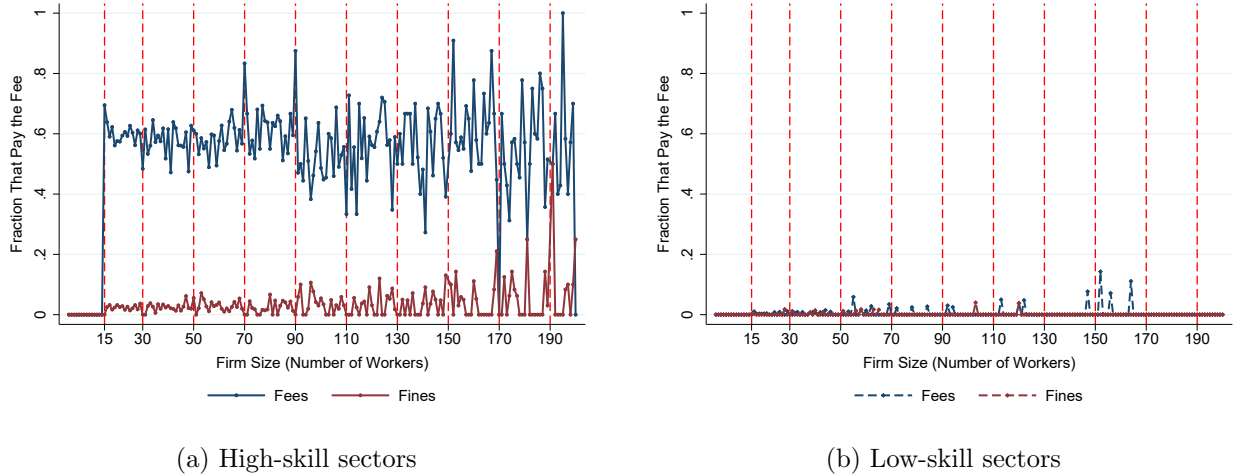 Fraction That Pay the Fee
1
.8
.6
.4
.2
0
15 30 50 70 90 110 130 150 170 190
Firm Size (Number of Workers)
Fees Fines
(a) High-skill sectors
Fraction That Pay the Fee
1
.8
.6
.4
.2
0
15 30 50 70 90 110 130 150 170 190
Firm Size (Number of Workers)
Fees Fines
(b) Low-skill sectors